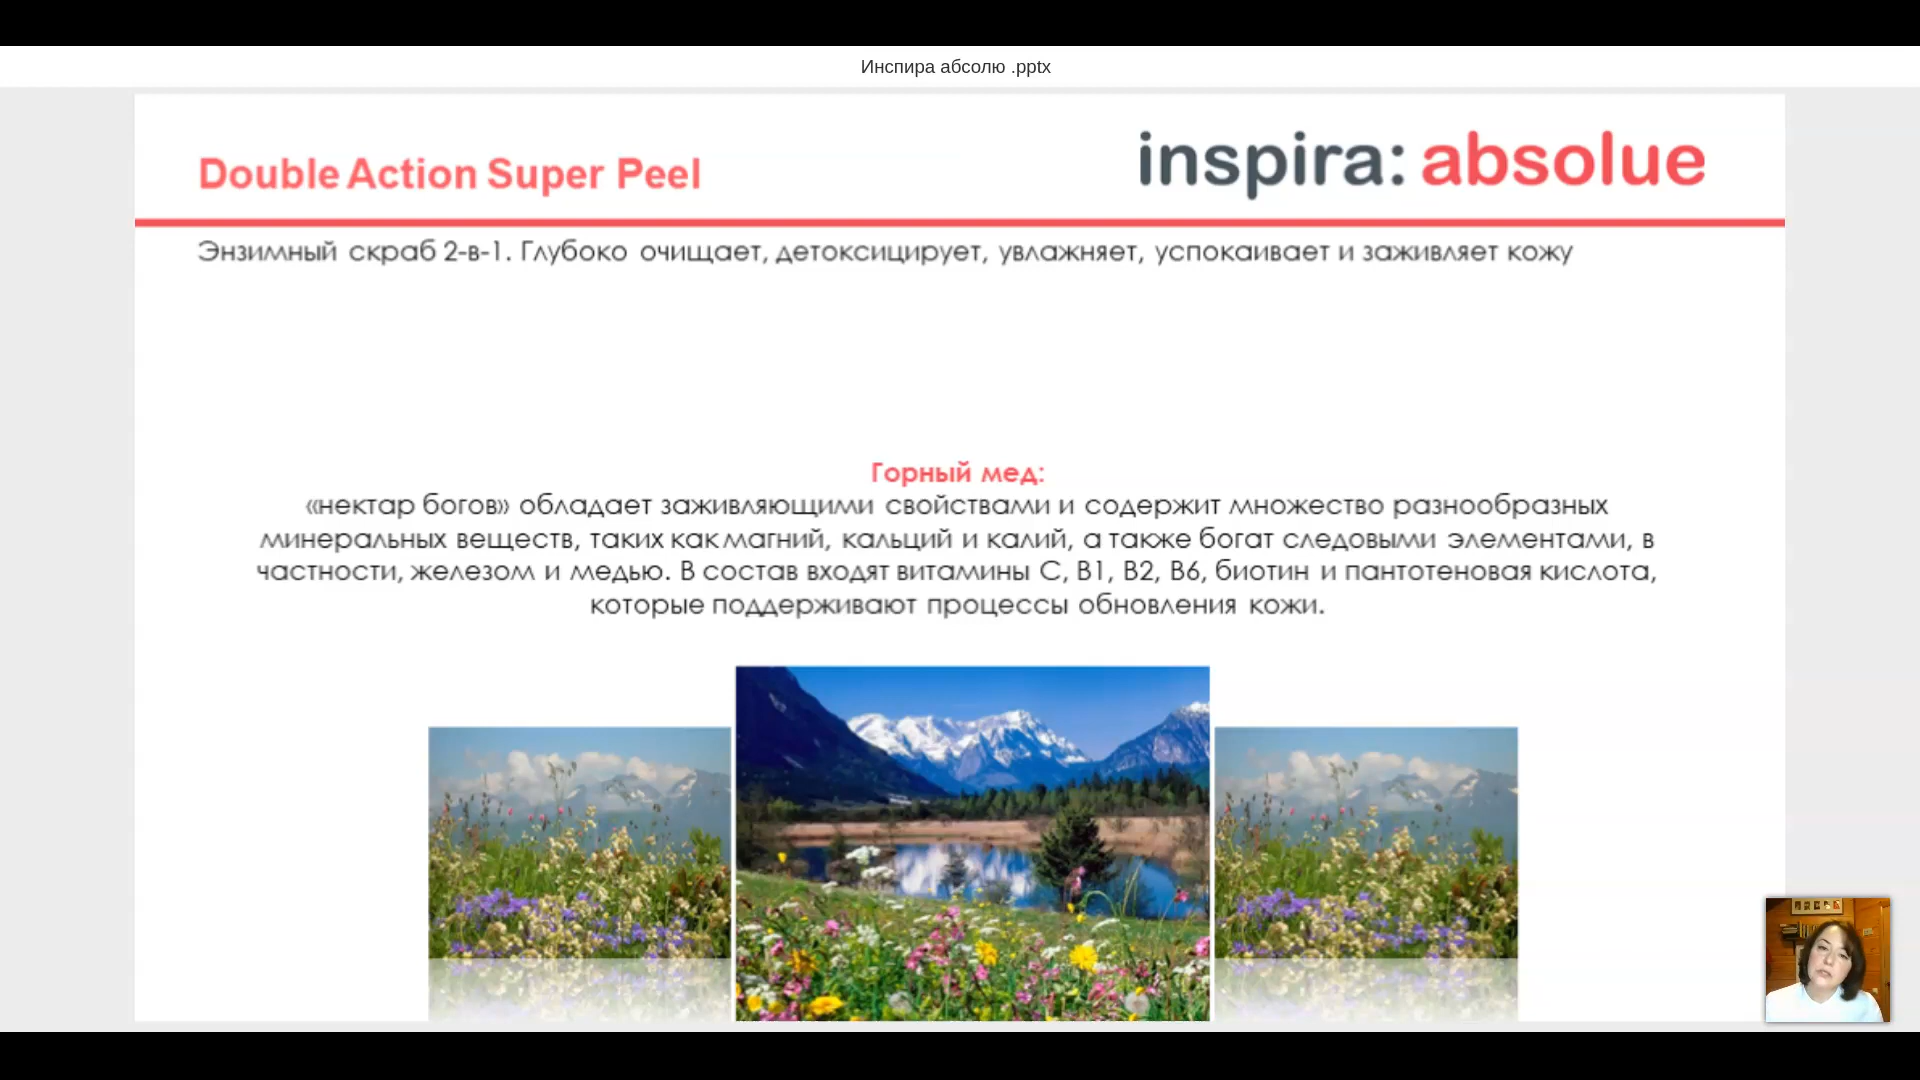 Инспира абсолю .pptx
Double Action Super Peel
inspira: absolue
Энзимный скраб 2-в-1. Глубоко очищает, детоксицирует, увлажняет, успокаивает и заживляет кожу
Горный мед:
«нектар богов» обладает заживляющими свойствами и содержит множество разнообразных
минеральных веществ, таких как магний, кальций и калий, а также богат следовыми элементами, в
частности, железом и медью. В состав входят витамины С, В1, В2, В6, биотин и пантотеновая кислота,
которые поддерживают процессы обновления кожи.